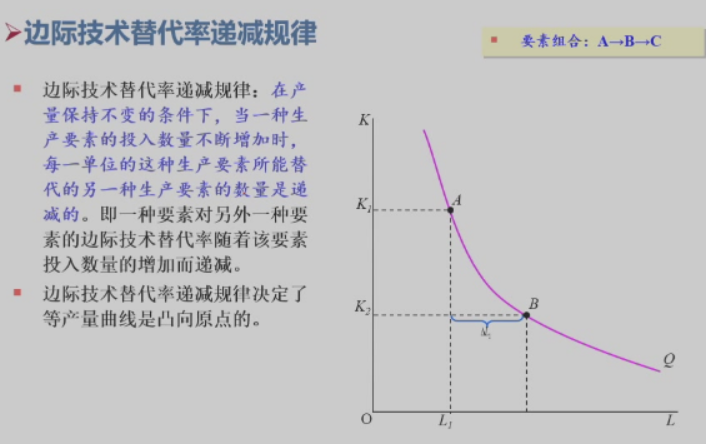 边际技术替代率递减规律
要素组合：A→B→C
边际技术替代率递减规律：在产
量保持不变的条件下，当一种生
产要素的投入数量不断增加时，
每一单位的这种生产要素所能替
代的另一种生产要素的数量是递
减的。即一种要素对另外一种要
素的边际技术替代率随着该要素
投入数量的增加而递减。
边际技术替代率递减规律决定了
等产量曲线是凸向原点的。
K
K1
A
K2
B
Q
O
L1
L